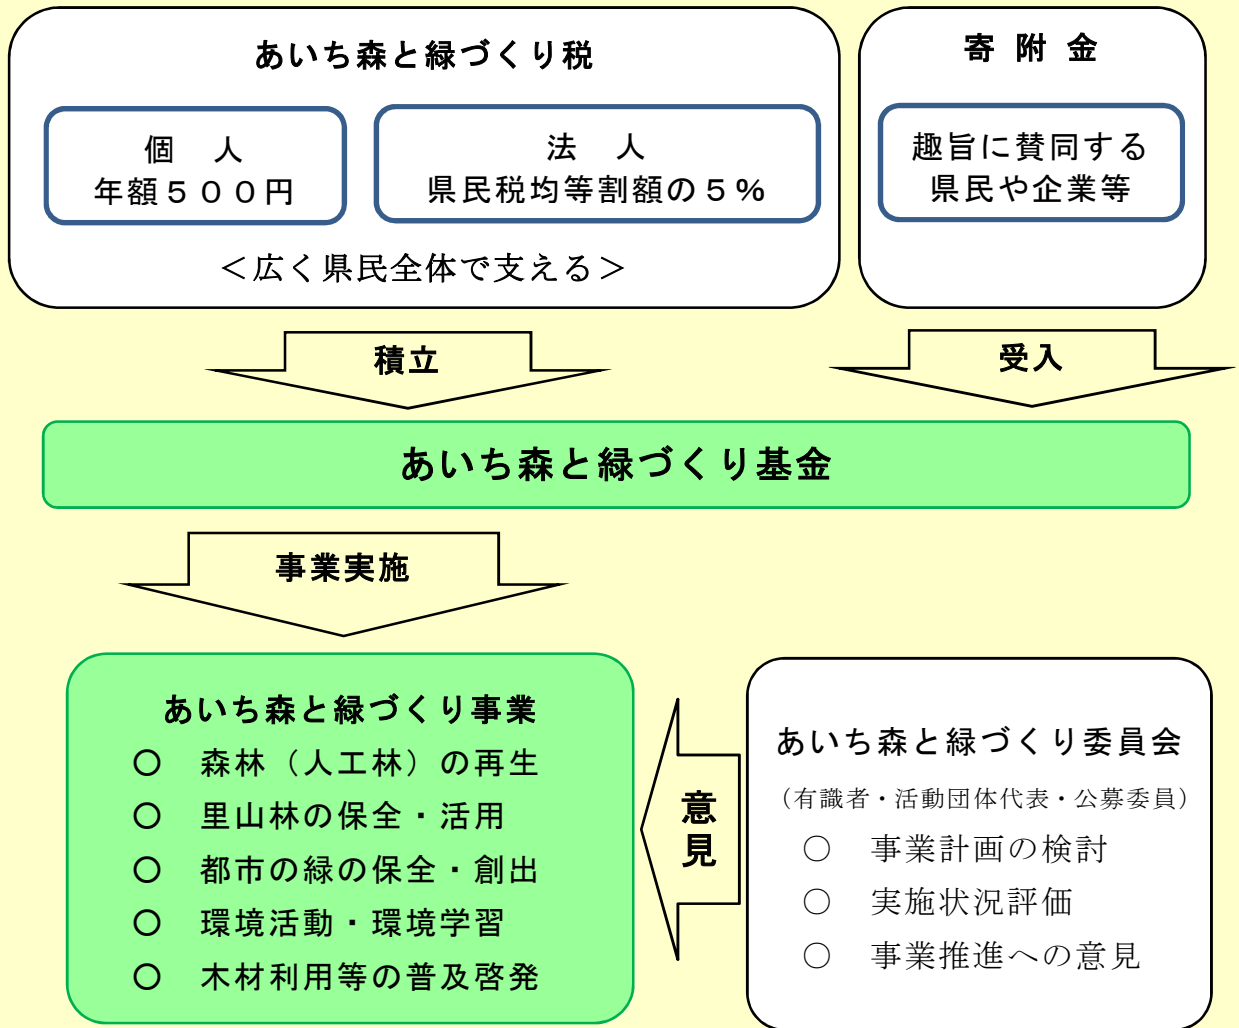 あいち森と緑づくり税
個　人
年額５００円
法　人
県民税均等割額の５％
＜広く県民全体で支える＞
寄 附 金
趣旨に賛同する
県民や企業等
積立
受入
あいち森と緑づくり基金
事業実施
あいち森と緑づくり事業
○　森林（人工林）の再生
○　里山林の保全・活用
○　都市の緑の保全・創出
○　環境活動・環境学習
○　木材利用等の普及啓発
意見
あいち森と緑づくり委員会
（有識者・活動団体代表・公募委員）
○　事業計画の検討
○　実施状況評価
○　事業推進への意見